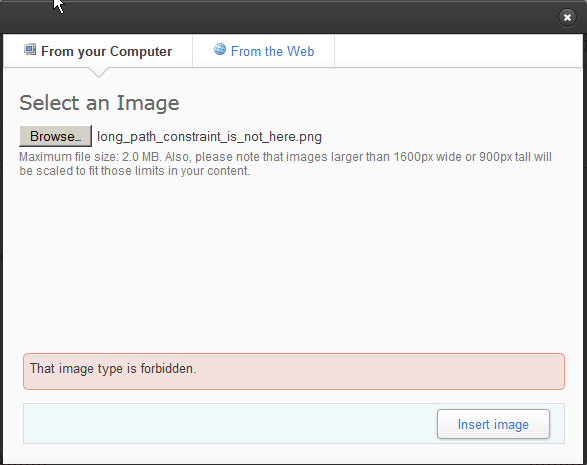 From your Computer
From the Web
Select an Image
Browse...
long_path_constraint_is_not_here.png
Maximum file size: 2.0 MB. Also, please note that images larger than 1600px wide or 900px tall will
be scaled to fit those limits in your content.
That image type is forbidden.
Insert image